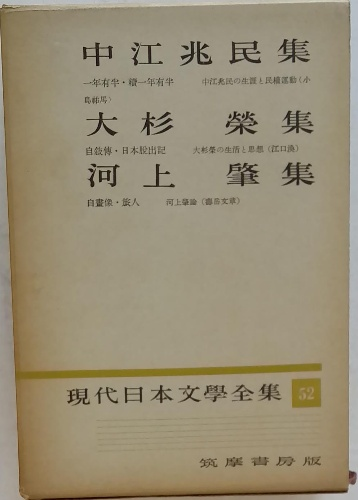 中江兆民集
一年有半・續一年有半　中江兆民の生涯と民權運動（小
島祐馬）
大杉　榮集
自敍傳・日本脱出記　大杉榮の生活と思想（江口渙）
河上　肇集
自畫像・旅人　河上肇論（壽岳文章）
現代日本文學全集 52
筑摩書房版